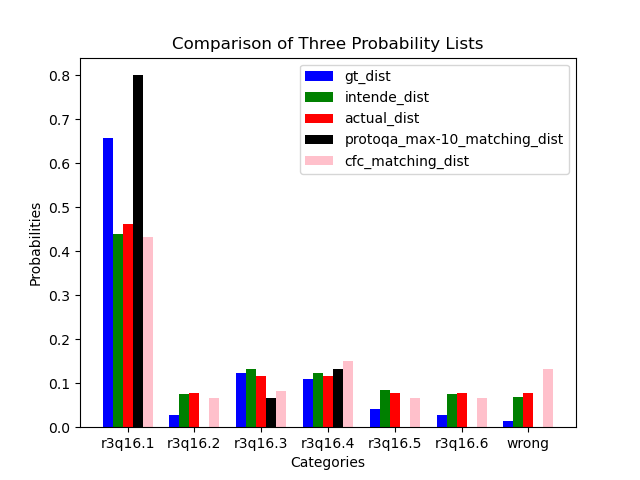 Comparison of Three Probability Lists
gt_dist
intende_dist
actual_dist
protoqa_max-10_matching_dist
cfc_matching_dist
Probabilities
0.8
0.7
0.6
0.5
0.4
0.3
0.2
0.1
0.0
r3q16.1 r3q16.2 r3q16.3 r3q16.4 r3q16.5 r3q16.6 wrong
Categories